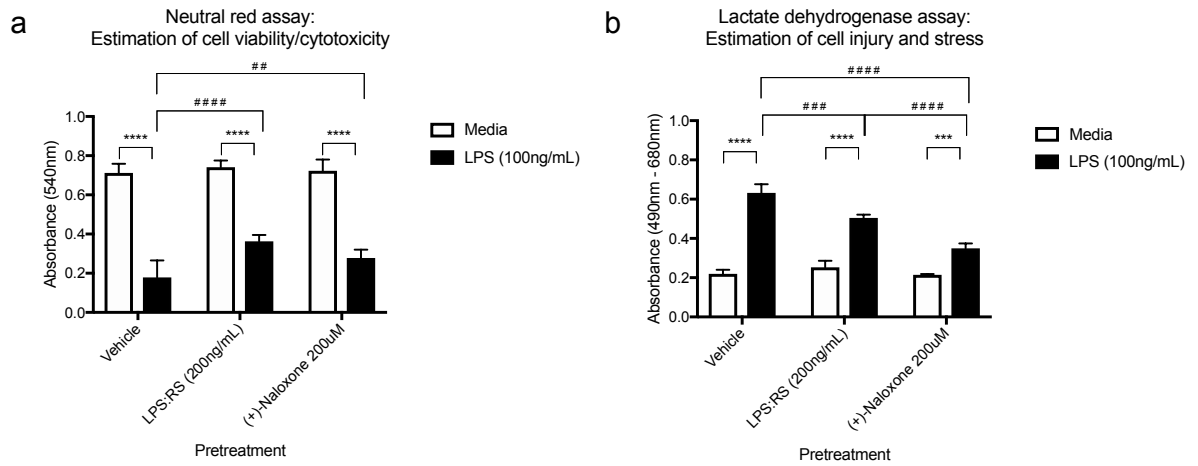 a
Neutral red assay:
Estimation of cell viability/cytotoxicity
##
####
****
****
****
1.0
0.8
0.6
0.4
0.2
0.0
Absorbance (540nm)
Vehicle
LPS:RS (200ng/mL)
(+)-Naloxone 200uM
Pretreatment
Media
LPS (100ng/mL)
b
Lactate dehydrogenase assay:
Estimation of cell injury and stress
####
###
####
****
****
***
1.0
0.8
0.6
0.4
0.2
0.0
Absorbance (490nm - 680nm)
Vehicle
LPS:RS (200ng/mL)
(+)-Naloxone 200uM
Pretreatment
Media
LPS (100ng/mL)